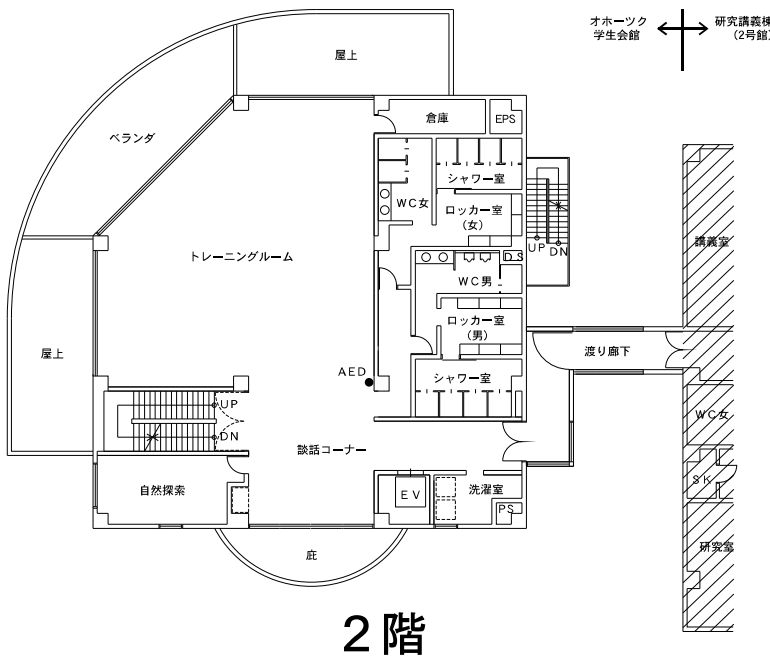 オホーツク
学生会館
研究講義棟
(2号館)
屋上
倉庫
EPS
ベランダ
シャワー室
WC女
ロッカー室
(女)
講義室
UP
DN
トレーニングルーム
DS
WC男
ロッカー室
(男)
屋上
渡り廊下
AED
シャワー室
UP
WC女
DN
談話コーナー
自然探索
EV
洗濯室
SK
PS
研究室
庇
2階